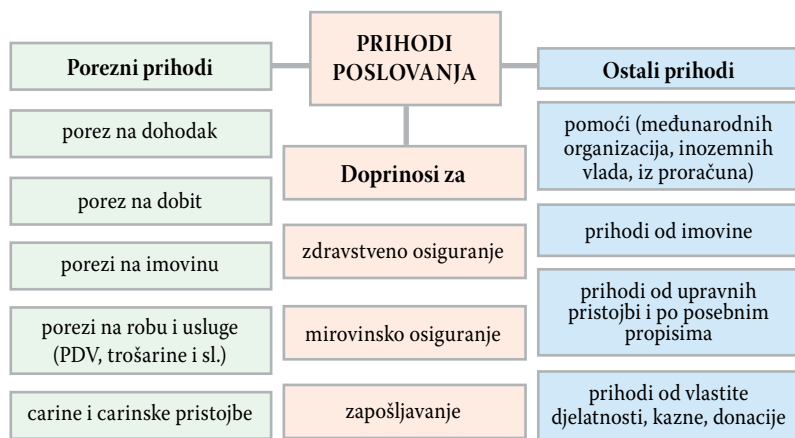 PRIHODI
POSLOVANJA
Porezni prihodi
porez na dohodak
porez na dobit
porezi na imovinu
porezi na robu i usluge
(PDV, trošarine i sl.)
carine i carinske pristojbe
Doprinosi za
zdravstveno osiguranje
mirovinsko osiguranje
zapošljavanje
Ostali prihodi
pomoći (međunarodnih
organizacija, inozemnih
vlada, iz proračuna)
prihodi od imovine
prihodi od upravnih
pristojbi i po posebnim
propisima
prihodi od vlastite
djelatnosti, kazne, donacije